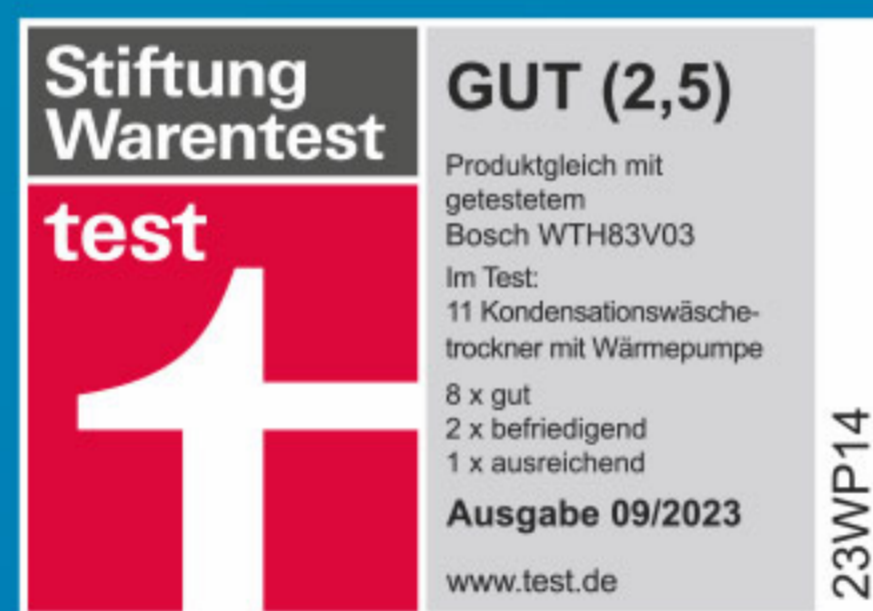 Stiftung
Warentest
test
GUT (2,5)
Produktgleich mit
getestetem
Bosch WTH83V03
Im Test:
11 Kondensationswäsche-
trockner mit Wärmepumpe
8 x gut
2 x befriedigend
1 x ausreichend
Ausgabe 09/2023
www.test.de
23WP14